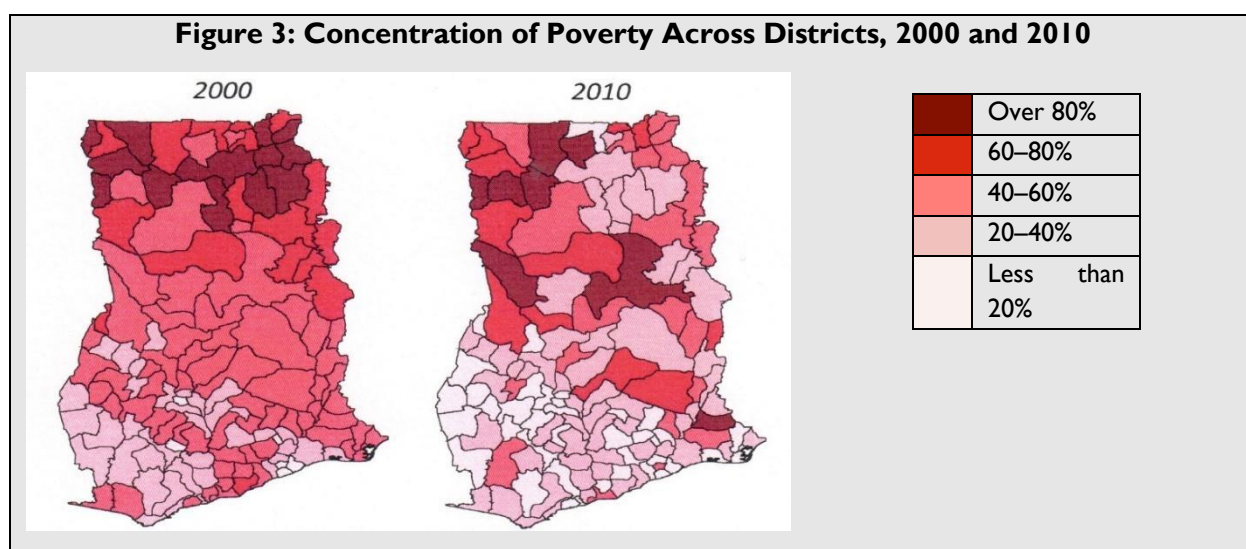 Figure 3: Concentration of Poverty Across Districts, 2000 and 2010
2000
2010
Over 80%
60–80%
40–60%
20–40%
Less than
20%